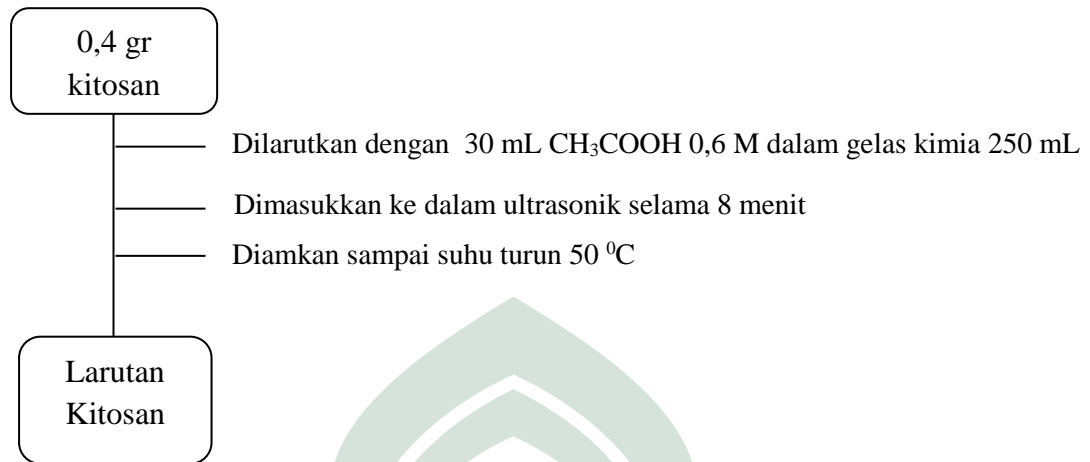 0,4 gr
kitosan
Dilarutkan dengan  30 mL CH₃COOH 0,6 M dalam gelas kimia 250 mL
Dimasukkan ke dalam ultrasonik selama 8 menit
Diamkan sampai suhu turun 50 ⁰C
Larutan
Kitosan